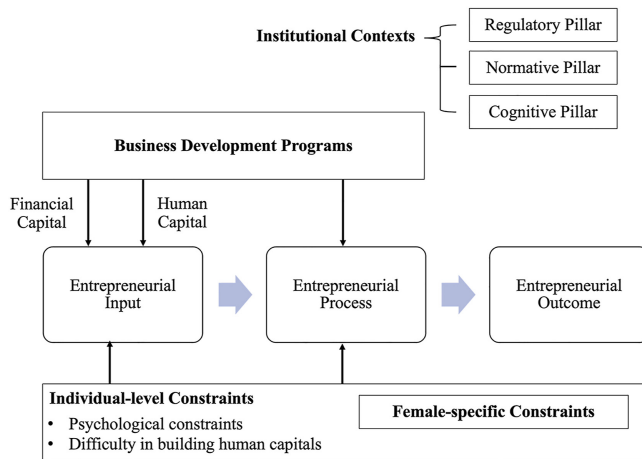 Institutional Contexts
Regulatory Pillar
Normative Pillar
Cognitive Pillar
Business Development Programs
Financial
Capital
Human
Capital
Entrepreneurial
Input
Entrepreneurial
Process
Entrepreneurial
Outcome
Individual-level Constraints
• Psychological constraints
• Difficulty in building human capitals
Female-specific Constraints